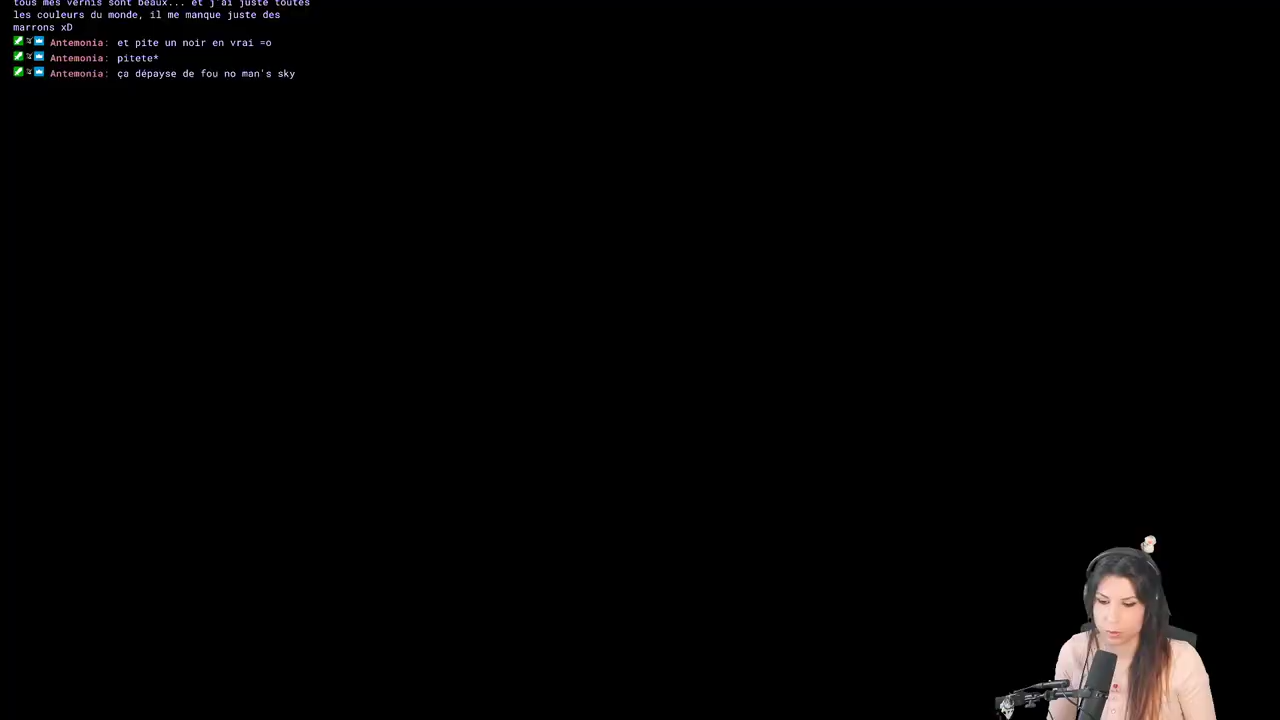 tous mes vernis sont beaux... et j'ai juste toutes
les couleurs du monde, il me manque juste des
marrons xD
Antemonia: et pite un noir en vrai =o
Antemonia: pitete*
Antemonia: ça dépayse de fou no man's sky